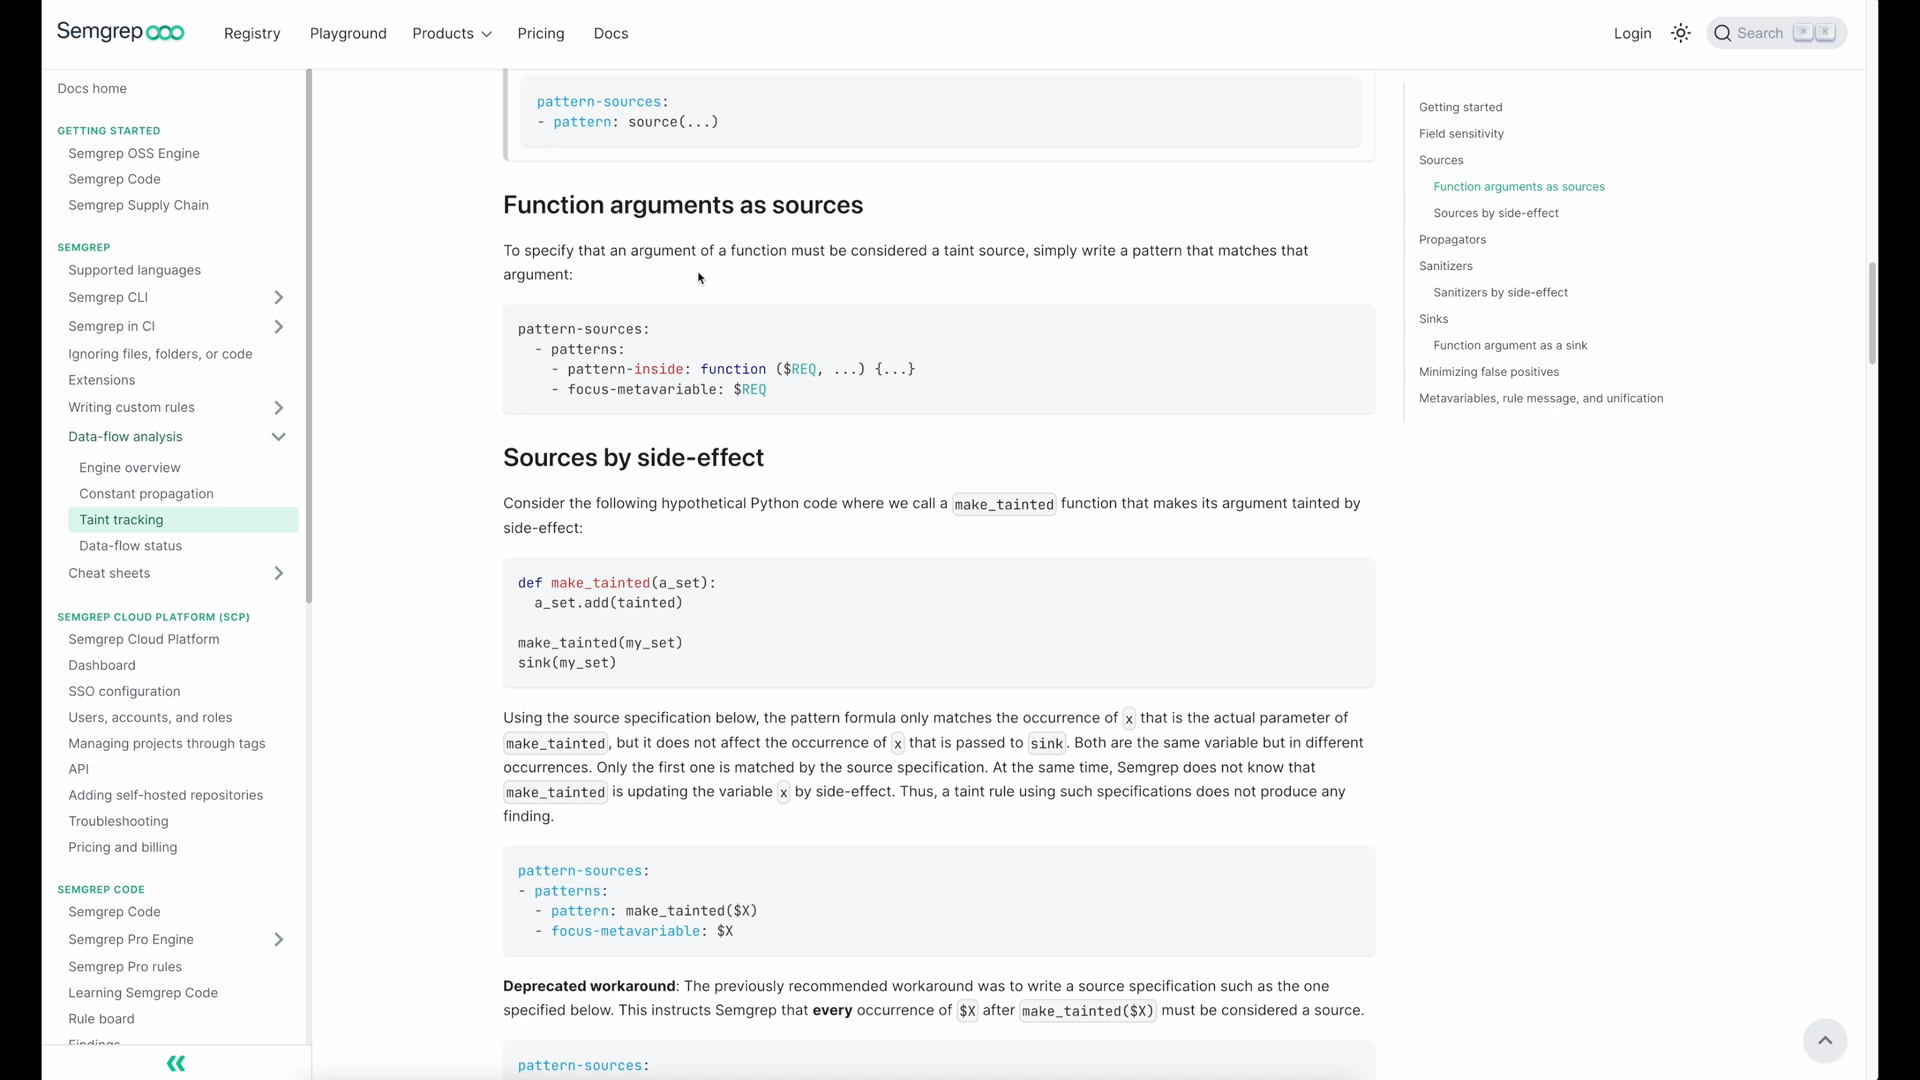 Semgrep
Registry
Playground
Products
Pricing
Docs
Login
Search
⌘ K
Docs home
GETTING STARTED
Semgrep OSS Engine
Semgrep Code
Semgrep Supply Chain
SEMGREP
Supported languages
Semgrep CLI
Semgrep in CI
Ignoring files, folders, or code
Extensions
Writing custom rules
Data-flow analysis
Engine overview
Constant propagation
Taint tracking
Data-flow status
Cheat sheets
SEMGREP CLOUD PLATFORM (SCP)
Semgrep Cloud Platform
Dashboard
SSO configuration
Users, accounts, and roles
Managing projects through tags
API
Adding self-hosted repositories
Troubleshooting
Pricing and billing
SEMGREP CODE
Semgrep Code
Semgrep Pro Engine
Semgrep Pro rules
Learning Semgrep Code
Rule board
Findings
pattern-sources:
- pattern: source(...)
Function arguments as sources
To specify that an argument of a function must be considered a taint source, simply write a pattern that matches that
argument:
pattern-sources:
  - patterns:
    - pattern-inside: function ($REQ, ...) {...}
    - focus-metavariable: $REQ
Sources by side-effect
Consider the following hypothetical Python code where we call a make_tainted function that makes its argument tainted by
side-effect:
def make_tainted(a_set):
  a_set.add(tainted)
make_tainted(my_set)
sink(my_set)
Using the source specification below, the pattern formula only matches the occurrence of x that is the actual parameter of
make_tainted, but it does not affect the occurrence of x that is passed to sink. Both are the same variable but in different
occurrences. Only the first one is matched by the source specification. At the same time, Semgrep does not know that
make_tainted is updating the variable x by side-effect. Thus, a taint rule using such specifications does not produce any
finding.
pattern-sources:
- patterns:
  - pattern: make_tainted($X)
  - focus-metavariable: $X
Deprecated workaround: The previously recommended workaround was to write a source specification such as the one
specified below. This instructs Semgrep that every occurrence of $X after make_tainted($X) must be considered a source.
pattern-sources:
Getting started
Field sensitivity
Sources
Function arguments as sources
Sources by side-effect
Propagators
Sanitizers
Sanitizers by side-effect
Sinks
Function argument as a sink
Minimizing false positives
Metavariables, rule message, and unification